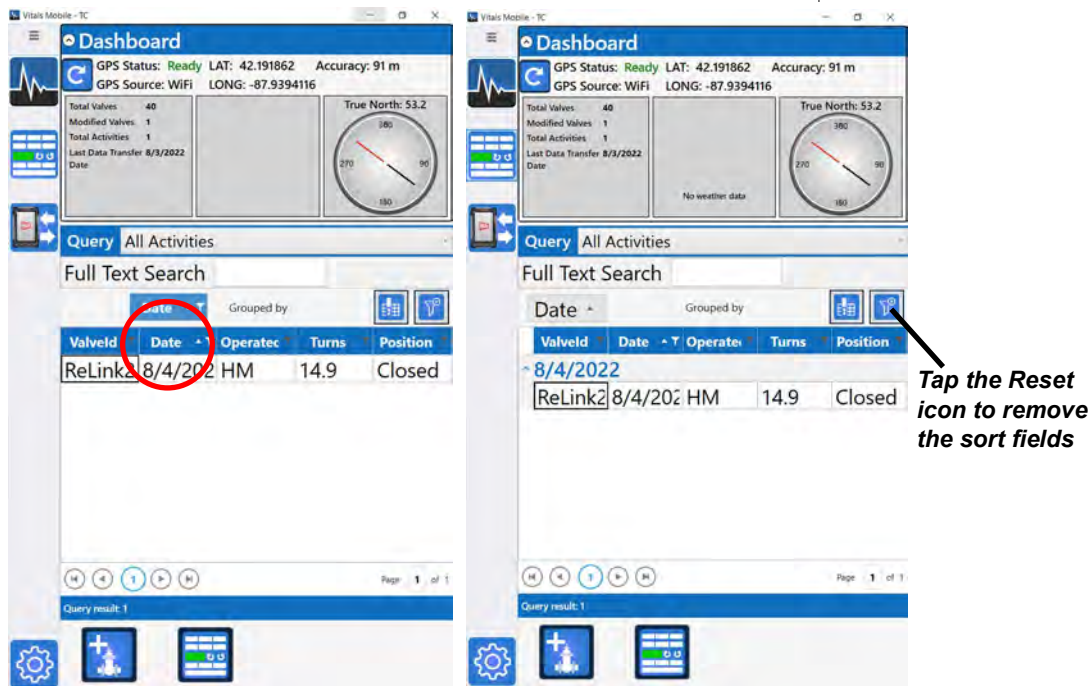 Vitals Mobile - TC
Dashboard
GPS Status: Ready LAT: 42.191862 Accuracy: 91 m
GPS Source: WiFi LONG: -87.9394116
Total Valves 40
Modified Valves 1
Total Activities 1
Last Data Transfer 8/3/2022
Date
True North: 53.2
360
270 90
180
Query All Activities
Full Text Search
Date Grouped by
ValveId Date Operatec Turns Position
ReLink2 8/4/202 HM 14.9 Closed
1 Page 1 of 1
Query result: 1
Vitals Mobile - TC
Dashboard
GPS Status: Ready LAT: 42.191862 Accuracy: 91 m
GPS Source: WiFi LONG: -87.9394116
Total Valves 40
Modified Valves 1
Total Activities 1
Last Data Transfer 8/3/2022
Date
No weather data
True North: 53.2
360
270 90
180
Query All Activities
Full Text Search
Date Grouped by
ValveId Date Operate Turns Position
8/4/2022
ReLink2 8/4/202 HM 14.9 Closed
1 Page 1 of 1
Query result: 1
Tap the Reset
icon to remove
the sort fields